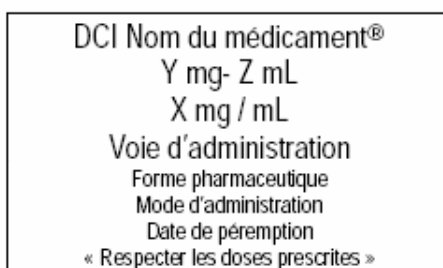 DCI Nom du médicament®
Y mg- Z mL
X mg / mL
Voie d'administration
Forme pharmaceutique
Mode d'administration
Date de péremption
« Respecter les doses prescrites »